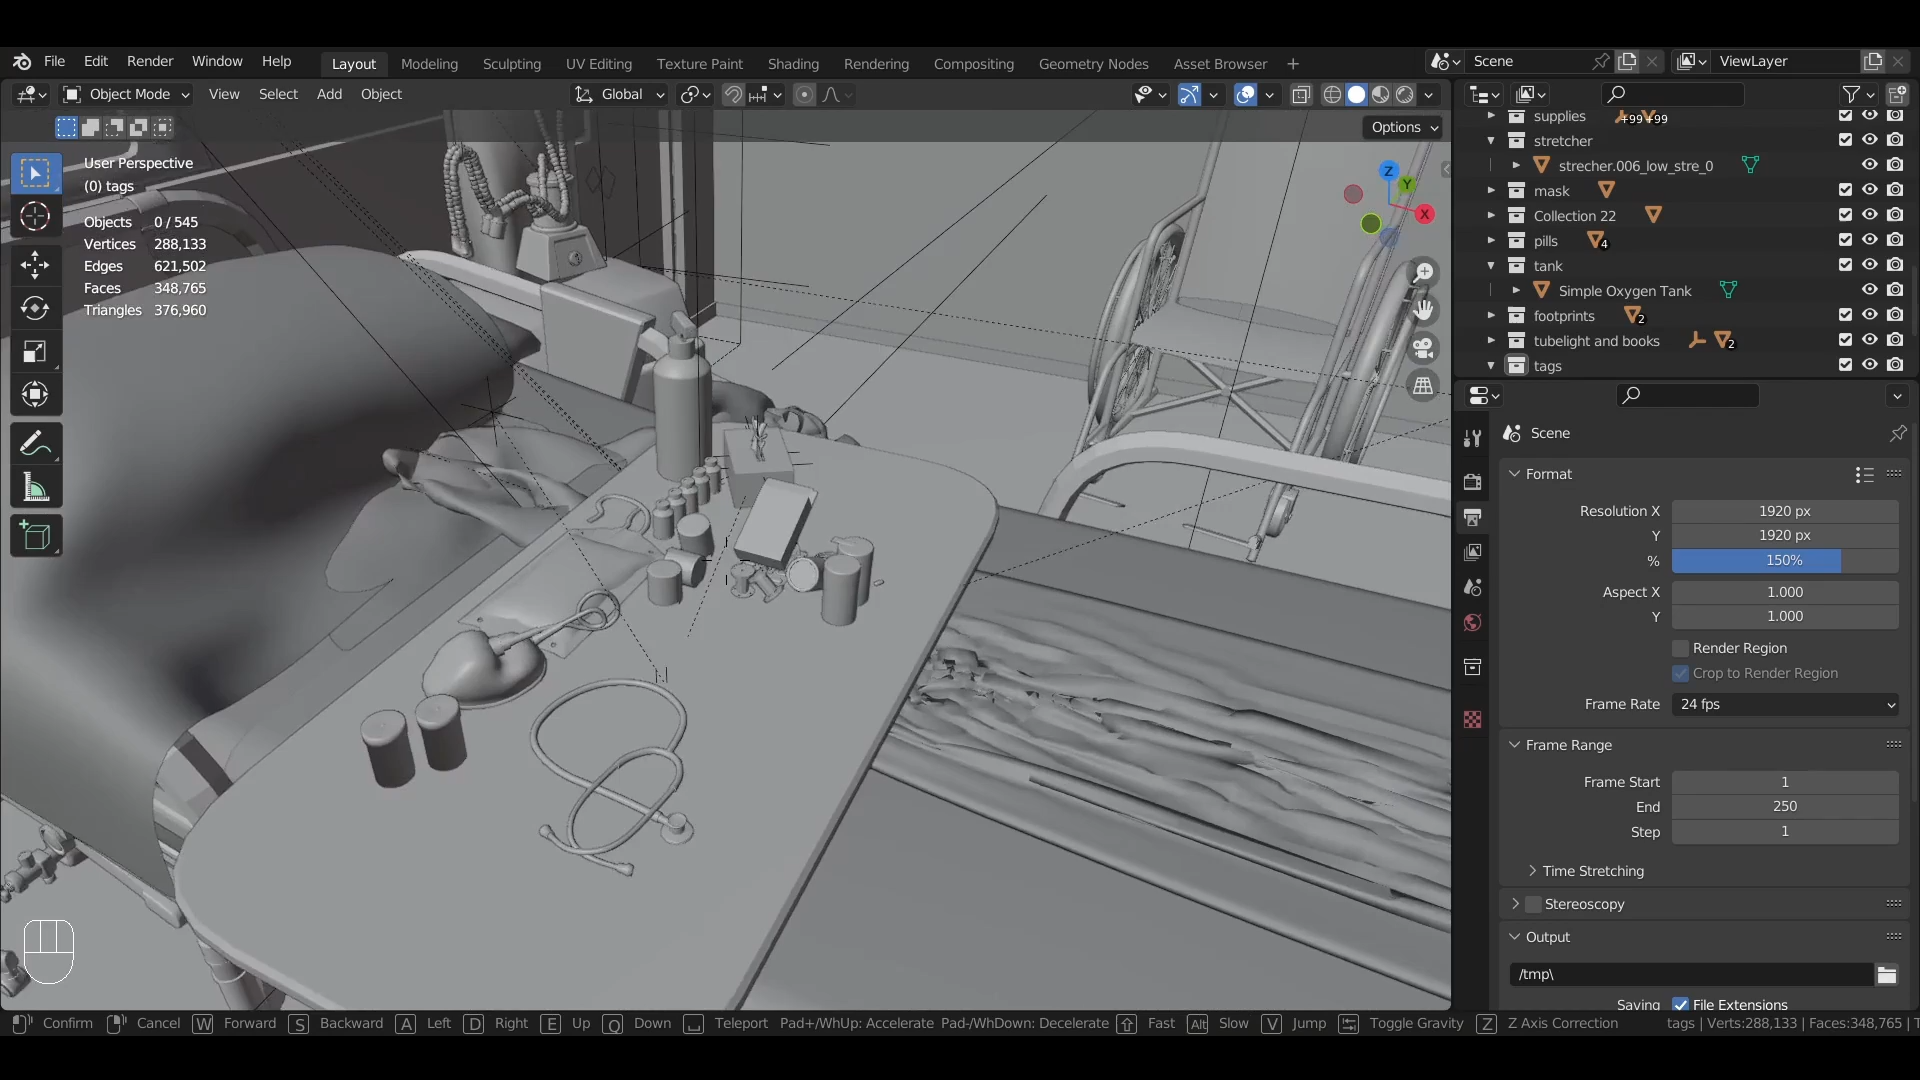 File Edit Render Window Help Layout Modeling Sculpting UV Editing Texture Paint Shading Rendering Compositing Geometry Nodes Asset Browser + Scene ViewLayer
Object Mode View Select Add Object Global
Options
User Perspective
(0) tags
Objects 0 / 545
Vertices 288,133
Edges 621,502
Faces 348,765
Triangles 376,960
Z
Y
X
supplies +99 +99
stretcher
strecher.006_low_stre_0
mask
Collection 22
pills 4
tank
Simple Oxygen Tank
footprints 2
tubelight and books 2
tags
Scene
Format
Resolution X 1920 px
Y 1920 px
% 150%
Aspect X 1.000
Y 1.000
Render Region
Crop to Render Region
Frame Rate 24 fps
Frame Range
Frame Start 1
End 250
Step 1
Time Stretching
Stereoscopy
Output
/tmp\
Saving File Extensions
Confirm Cancel W Forward S Backward A Left D Right E Up Q Down Teleport Pad+/WhUp: Accelerate Pad-/WhDown: Decelerate Fast Alt Slow V Jump Toggle Gravity Z Z Axis Correction tags | Verts:288,133 | Faces:348,765 | T